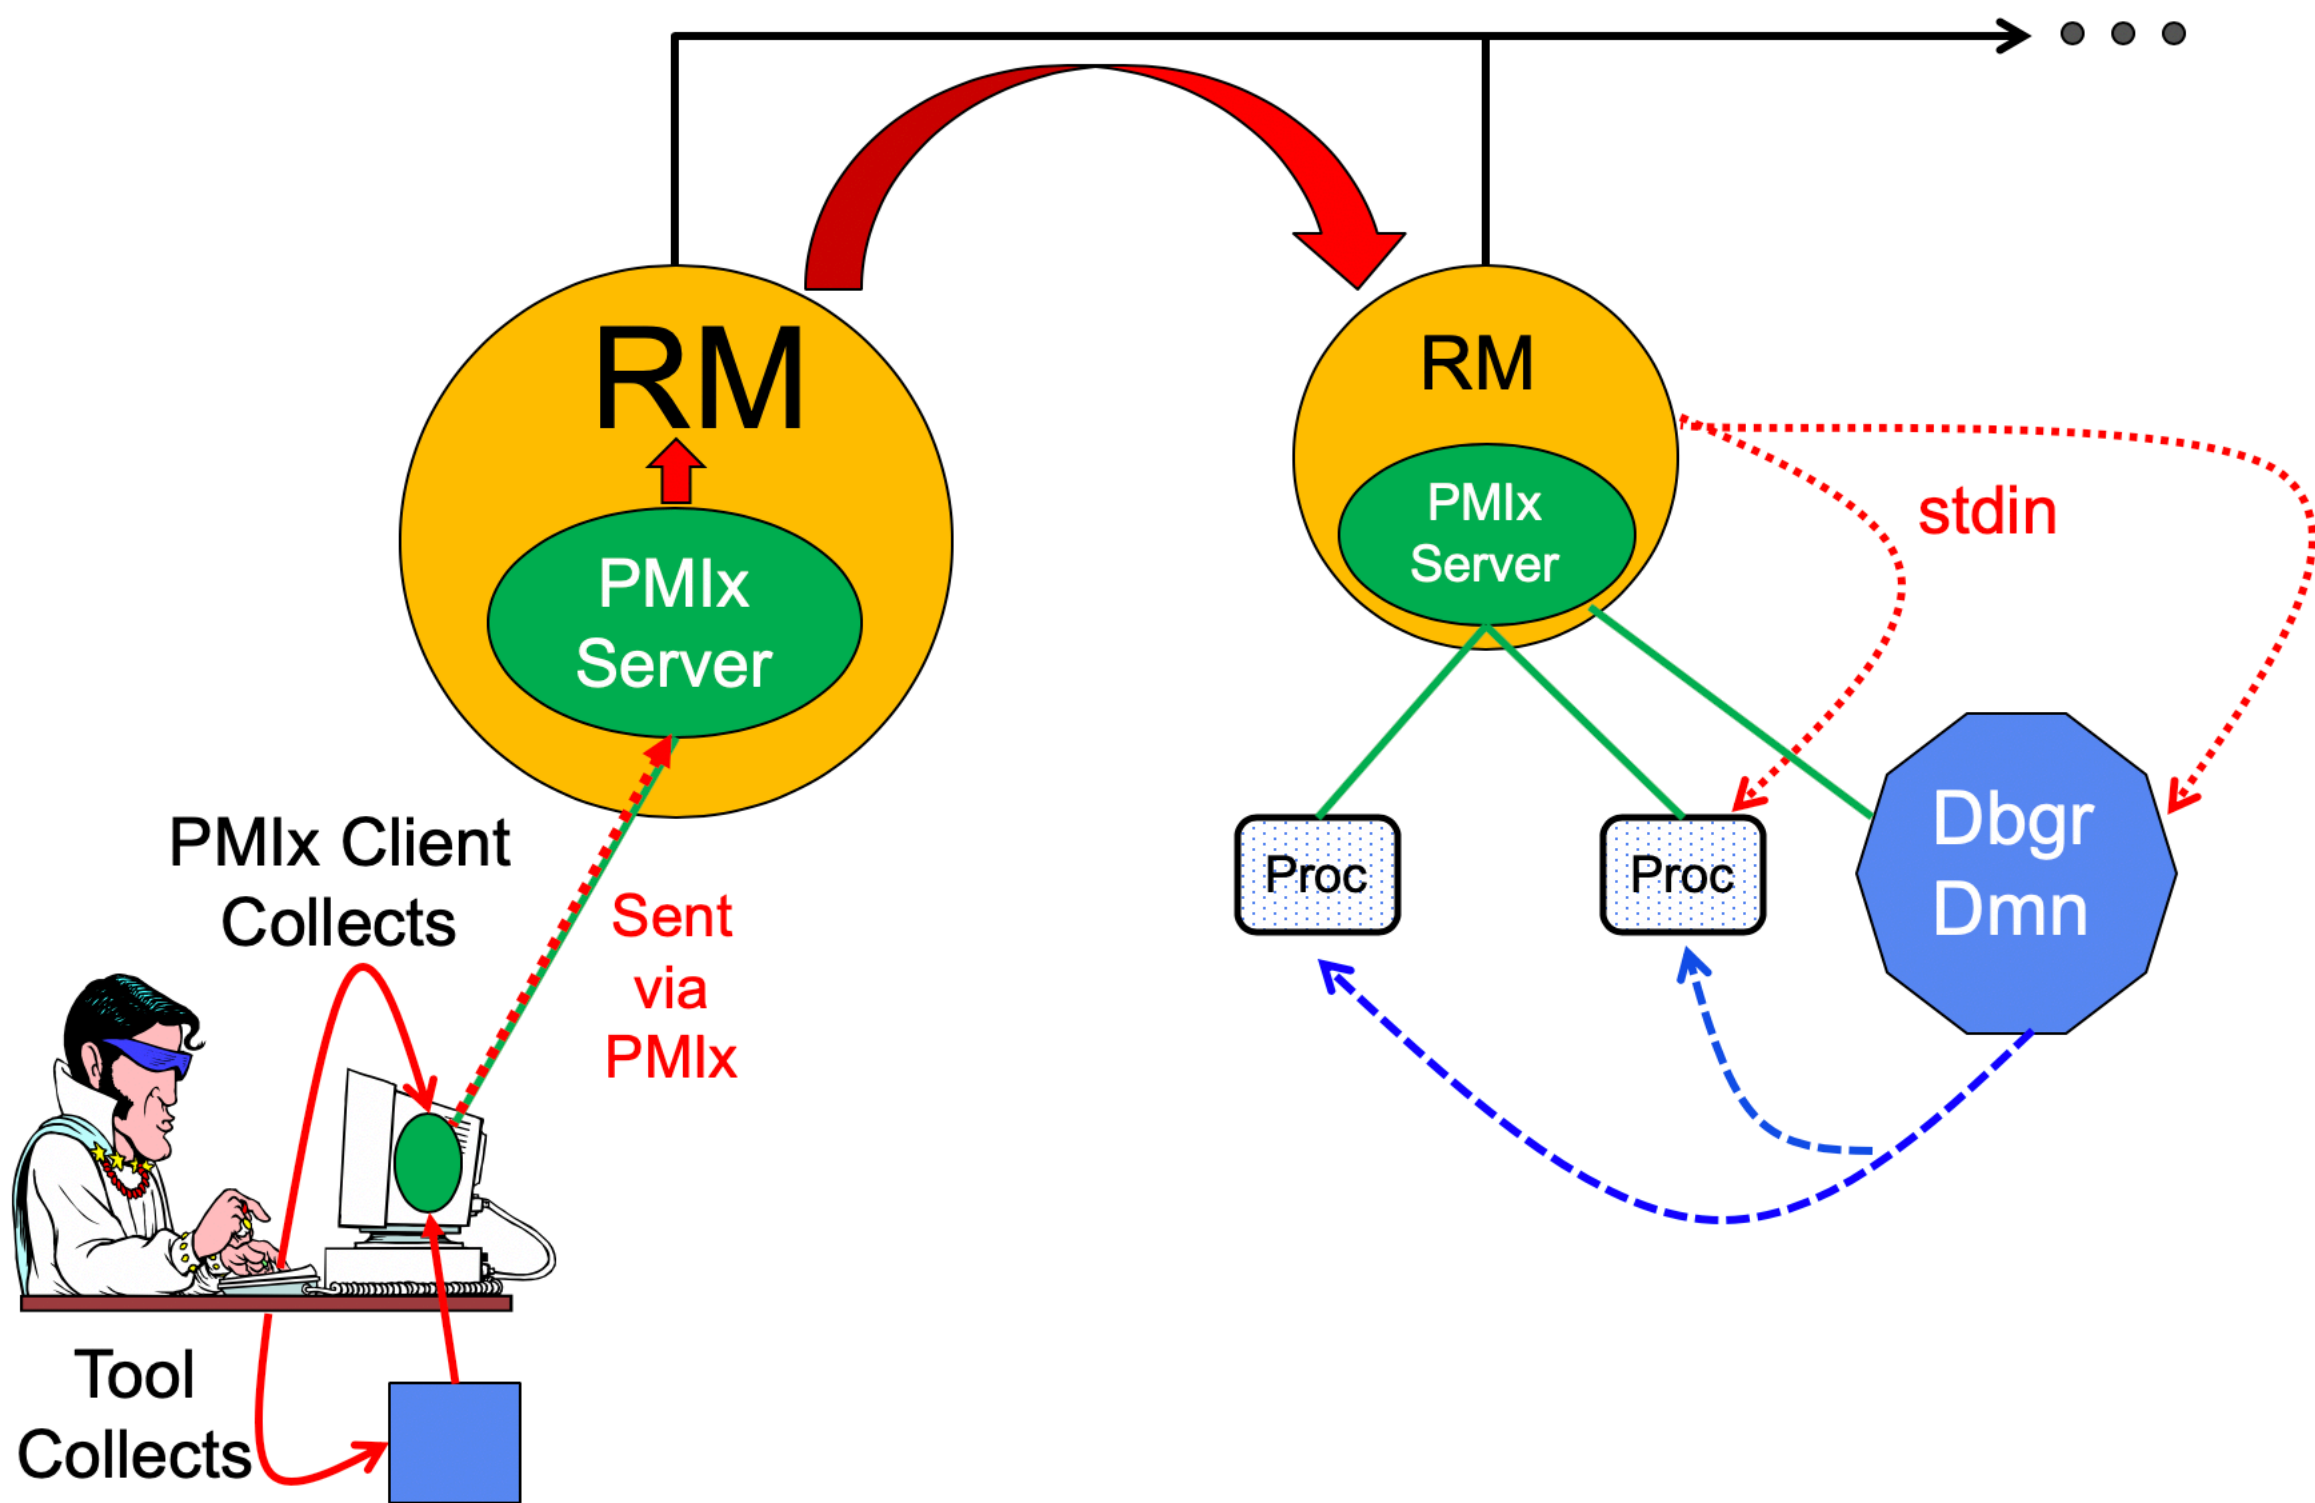 RM
PMIx
Server
RM
PMIx
Server
stdin
PMIx Client
Collects
Sent
via
PMIx
Proc
Proc
Dbgr
Dmn
Tool
Collects